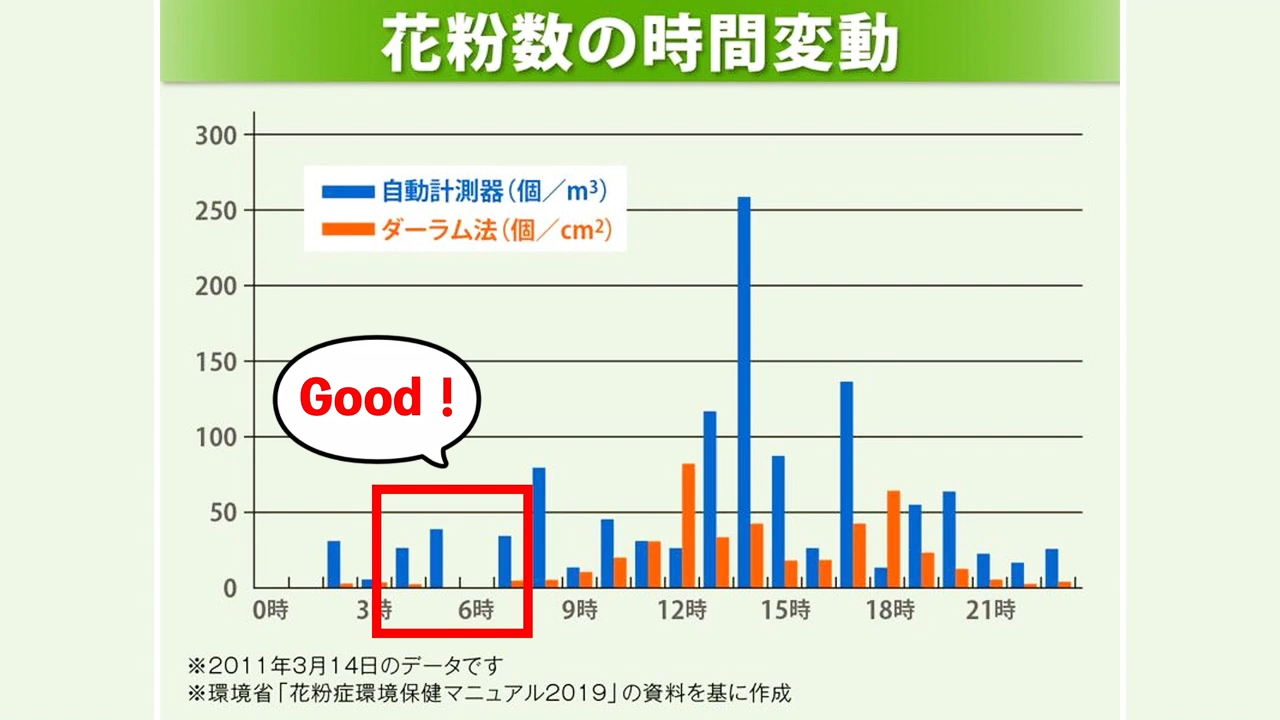 花粉数の時間変動
300
自動計測器(個／m³)
250
ダーラム法(個／cm²)
200
150
Good！
100
50
0
0時 3時 6時 9時 12時 15時 18時 21時
※2011年3月14日のデータです
※環境省「花粉症環境保健マニュアル2019」の資料を基に作成